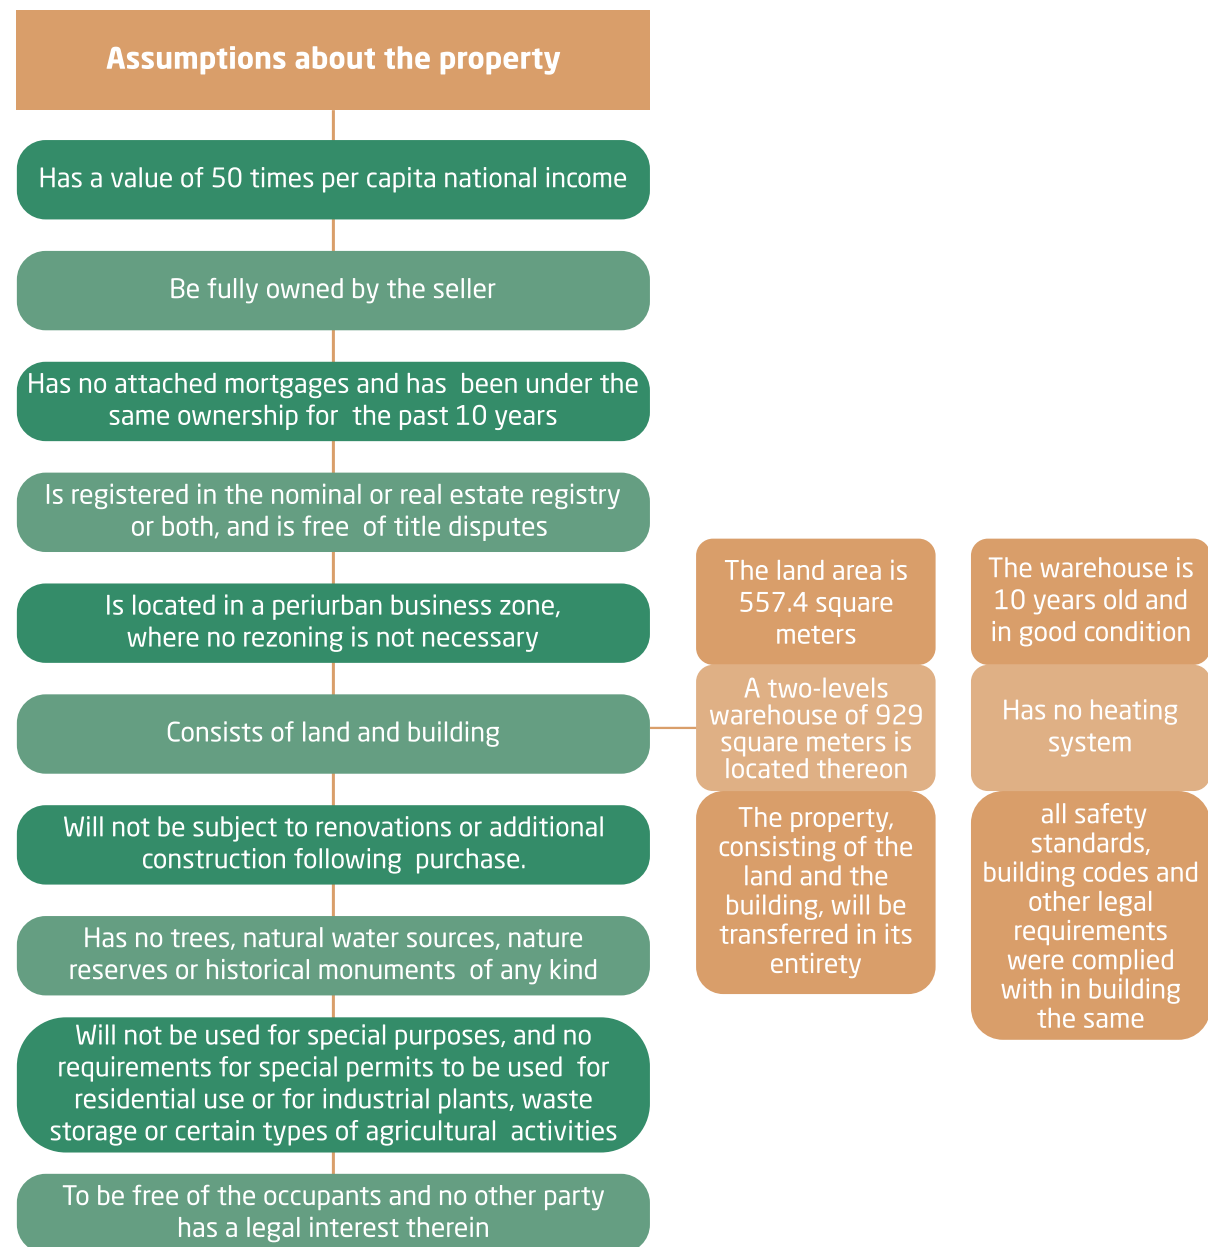 Assumptions about the property
Has a value of 50 times per capita national income
Be fully owned by the seller
Has no attached mortgages and has been under the
same ownership for the past 10 years
Is registered in the nominal or real estate registry
or both, and is free of title disputes
Is located in a periurban business zone,
where no rezoning is not necessary
Consists of land and building
The land area is
557.4 square
meters
A two-levels
warehouse of 929
square meters is
located thereon
The property,
consisting of the
land and the
building, will be
transferred in its
entirety
The warehouse is
10 years old and
in good condition
Has no heating
system
all safety
standards,
building codes and
other legal
requirements
were complied
with in building
the same
Will not be subject to renovations or additional
construction following purchase.
Has no trees, natural water sources, nature
reserves or historical monuments of any kind
Will not be used for special purposes, and no
requirements for special permits to be used for
residential use or for industrial plants, waste
storage or certain types of agricultural activities
To be free of the occupants and no other party
has a legal interest therein